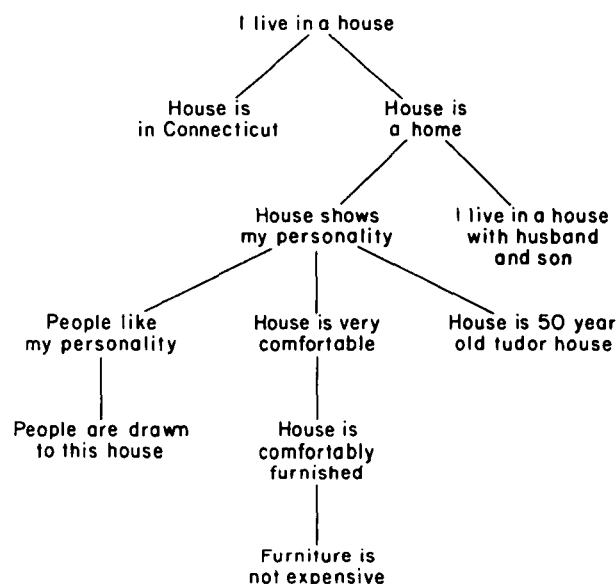 I live in a house
House is
in Connecticut
House is
a home
House shows
my personality
I live in a house
with husband
and son
People like
my personality
House is very
comfortable
House is 50 year
old tudor house
People are drawn
to this house
House is
comfortably
furnished
Furniture is
not expensive